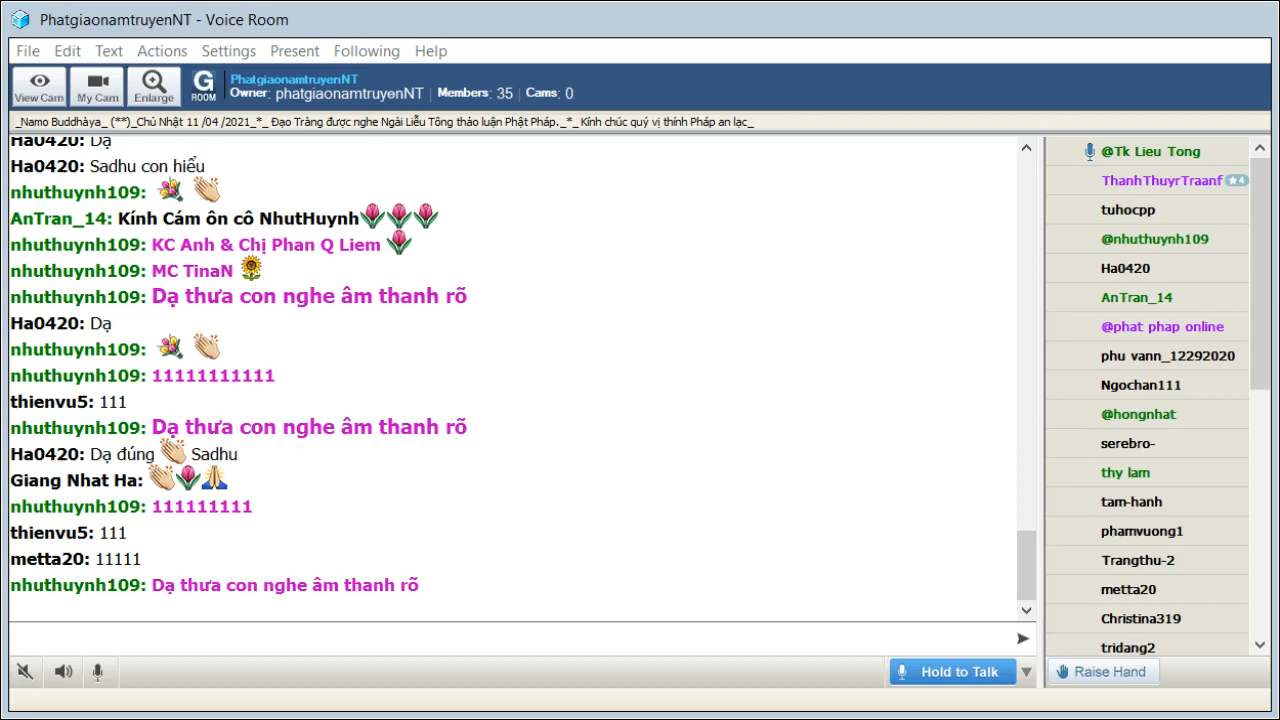 PhatgiaonamtruyenNT - Voice Room
File Edit Text Actions Settings Present Following Help
View Cam My Cam Enlarge G ROOM
PhatgiaonamtruyenNT
Owner: phatgiaonamtruyenNT | Members: 35 | Cams: 0
_Namo Buddhàya_ (**)_Chủ Nhật 11 /04 /2021_*_ Đạo Tràng được nghe Ngài Liễu Tông thảo luận Phật Pháp._*_ Kính chúc quý vị thính Pháp an lạc_
Ha0420: Dạ
Ha0420: Sadhu con hiểu
nhuthuynh109:
AnTran_14: Kính Cám ôn cô NhutHuynh
nhuthuynh109: KC Anh & Chị Phan Q Liem
nhuthuynh109: MC TinaN
nhuthuynh109: Dạ thưa con nghe âm thanh rõ
Ha0420: Dạ
nhuthuynh109:
nhuthuynh109: 11111111111
thienvu5: 111
nhuthuynh109: Dạ thưa con nghe âm thanh rõ
Ha0420: Dạ đúng Sadhu
Giang Nhat Ha:
nhuthuynh109: 111111111
thienvu5: 111
metta20: 11111
nhuthuynh109: Dạ thưa con nghe âm thanh rõ
@Tk Lieu Tong
ThanhThuyrTraanf ★4
tuhocpp
@nhuthuynh109
Ha0420
AnTran_14
@phat phap online
phu vann_12292020
Ngochan111
@hongnhat
serebro-
thy lam
tam-hanh
phamvuong1
Trangthu-2
metta20
Christina319
tridang2
Hold to Talk
Raise Hand